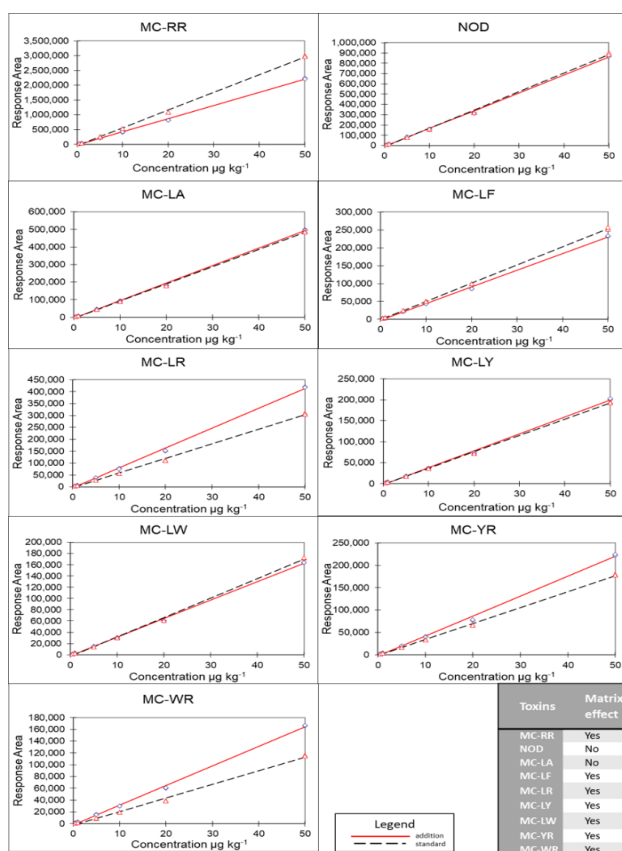 MC-RR
Response Area
3,500,000
3,000,000
2,500,000
2,000,000
1,500,000
1,000,000
500,000
0
0 10 20 30 40 50
Concentration µg kg-1
NOD
Response Area
1,000,000
900,000
800,000
700,000
600,000
500,000
400,000
300,000
200,000
100,000
0
0 10 20 30 40 50
Concentration µg kg-1
MC-LA
Response Area
600,000
500,000
400,000
300,000
200,000
100,000
0
0 10 20 30 40 50
Concentration µg kg-1
MC-LF
Response Area
300,000
250,000
200,000
150,000
100,000
50,000
0
0 10 20 30 40 50
Concentration µg kg-1
MC-LR
Response Area
450,000
400,000
350,000
300,000
250,000
200,000
150,000
100,000
50,000
0
0 10 20 30 40 50
Concentration µg kg-1
MC-LY
Response Area
250,000
200,000
150,000
100,000
50,000
0
0 10 20 30 40 50
Concentration µg kg-1
MC-LW
Response Area
200,000
180,000
160,000
140,000
120,000
100,000
80,000
60,000
40,000
20,000
0
0 10 20 30 40 50
Concentration µg kg-1
MC-YR
Response Area
250,000
200,000
150,000
100,000
50,000
0
0 10 20 30 40 50
Concentration µg kg-1
MC-WR
Response Area
180,000
160,000
140,000
120,000
100,000
80,000
60,000
40,000
20,000
0
0 10 20 30 40 50
Concentration µg kg-1
Legend
addition
standard
Toxins Matrix
effect
MC-RR Yes
NOD No
MC-LA No
MC-LF Yes
MC-LR Yes
MC-LY Yes
MC-LW Yes
MC-YR Yes
MC-WR Yes